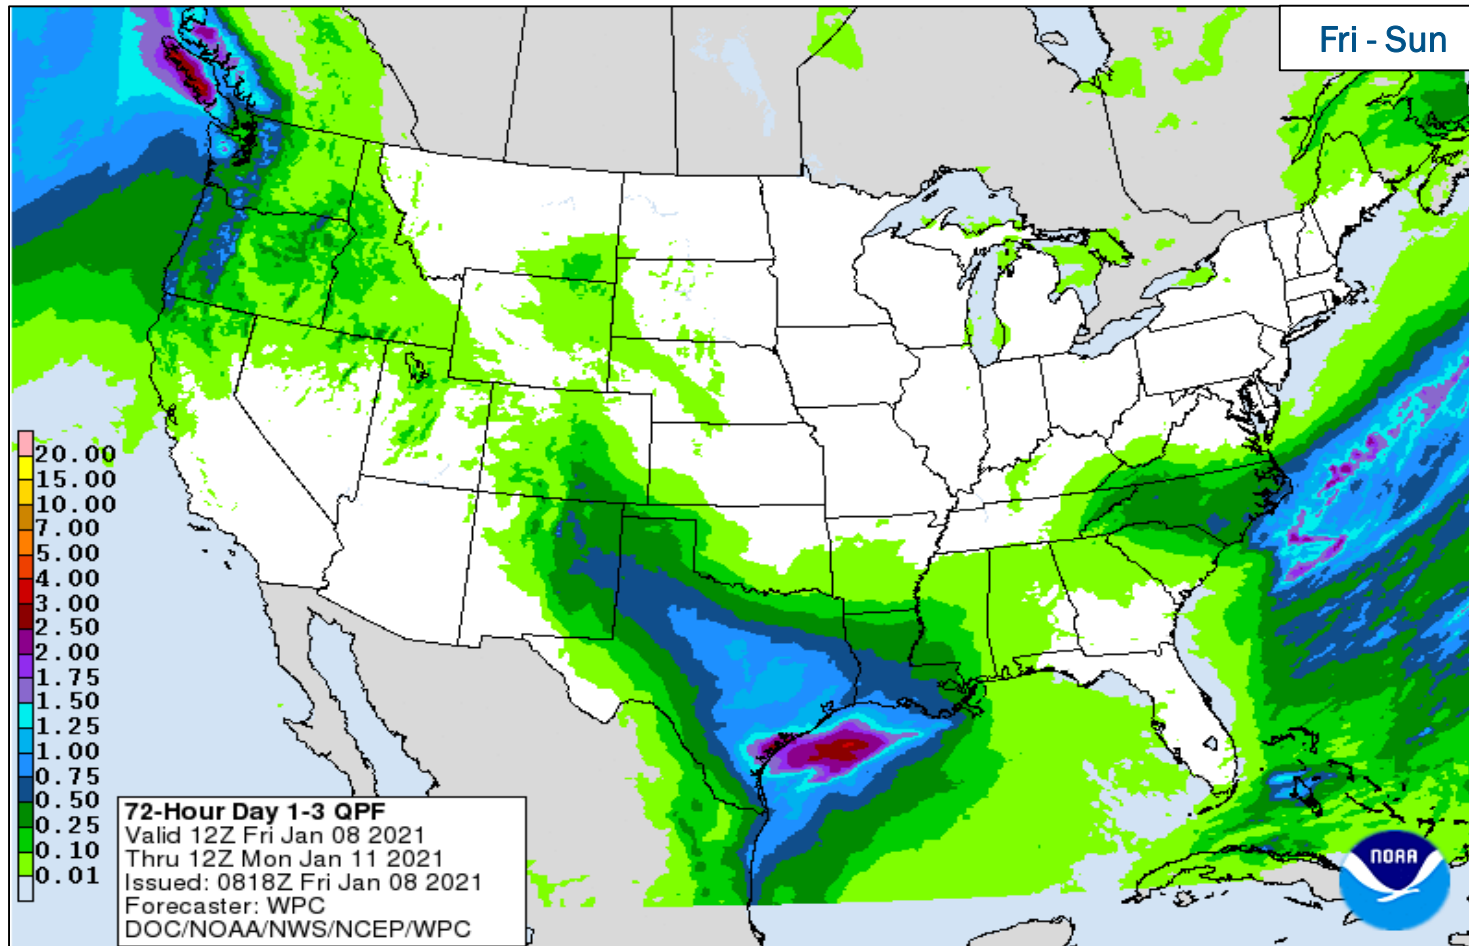 Fri - Sun
20.00
15.00
10.00
7.00
5.00
4.00
3.00
2.50
2.00
1.75
1.50
1.25
1.00
0.75
0.50
0.25
0.10
0.01
72-Hour Day 1-3 QPF
Valid 12Z Fri Jan 08 2021
Thru 12Z Mon Jan 11 2021
Issued: 0818Z Fri Jan 08 2021
Forecaster: WPC
DOC/NOAA/NWS/NCEP/WPC
NOAA